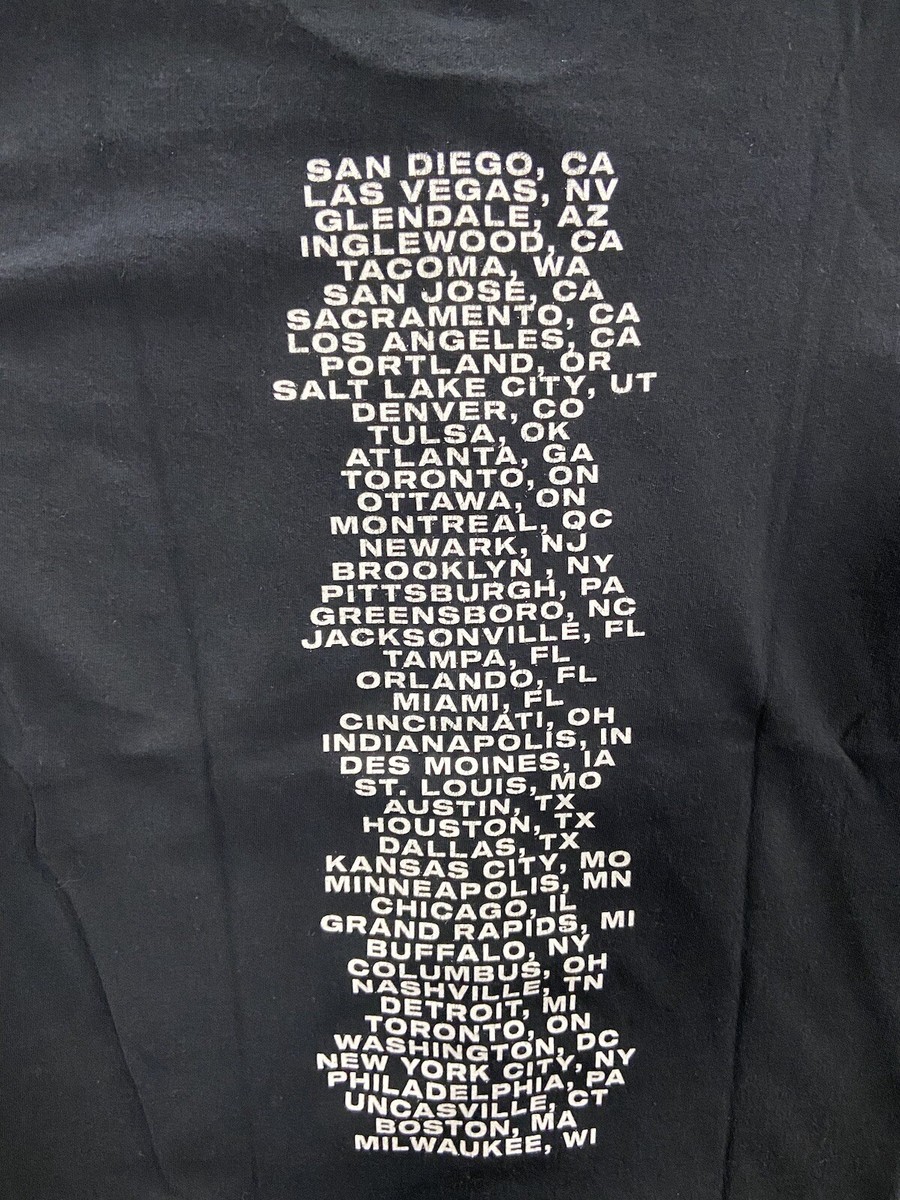 SAN DIEGO, CA
LAS VEGAS, NV
GLENDALE, AZ
INGLEWOOD, CA
TACOMA, WA
SAN JOSE, CA
SACRAMENTO, CA
LOS ANGELES, CA
PORTLAND, OR
SALT LAKE CITY, UT
DENVER, CO
TULSA, OK
ATLANTA, GA
TORONTO, ON
OTTAWA, ON
MONTREAL, QC
NEWARK, NJ
BROOKLYN , NY
PITTSBURGH, PA
GREENSBORO, NC
JACKSONVILLE, FL
TAMPA, FL
ORLANDO, FL
MIAMI, FL
CINCINNATI, OH
INDIANAPOLIS, IN
DES MOINES, IA
ST. LOUIS, MO
AUSTIN, TX
HOUSTON, TX
DALLAS, TX
KANSAS CITY, MO
MINNEAPOLIS, MN
CHICAGO, IL
GRAND RAPIDS, MI
BUFFALO, NY
COLUMBUS, OH
NASHVILLE, TN
DETROIT, MI
TORONTO, ON
WASHINGTON, DC
NEW YORK CITY, NY
PHILADELPHIA, PA
UNCASVILLE, CT
BOSTON, MA
MILWAUKEE, WI